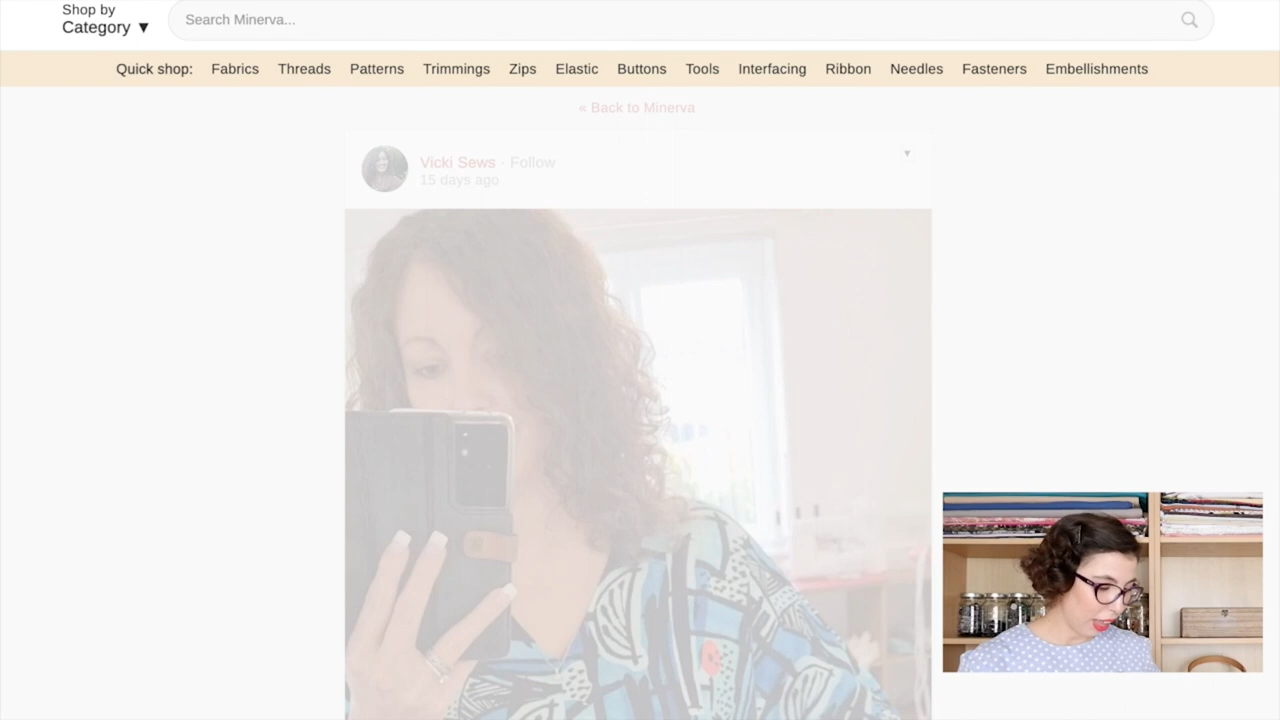 Shop by
Category ▼
Search Minerva...
Quick shop: Fabrics Threads Patterns Trimmings Zips Elastic Buttons Tools Interfacing Ribbon Needles Fasteners Embellishments
« Back to Minerva
Vicki Sews · Follow
15 days ago